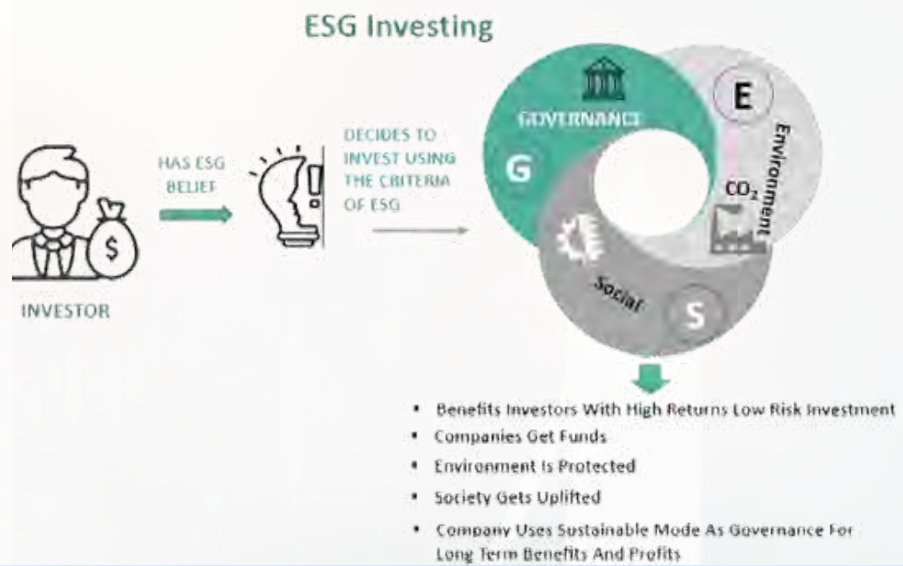 ESG Investing
INVESTOR
$
HAS ESG
BELIEF
DECIDES TO
INVEST USING
THE CRITERIA
OF ESG
GOVERNANCE
G
E
Environment
CO₂
Social
S
▪ Benefits Investors With High Returns Low Risk Investment
▪ Companies Get Funds
▪ Environment Is Protected
▪ Society Gets Uplifted
▪ Company Uses Sustainable Mode As Governance For
Long Term Benefits And Profits